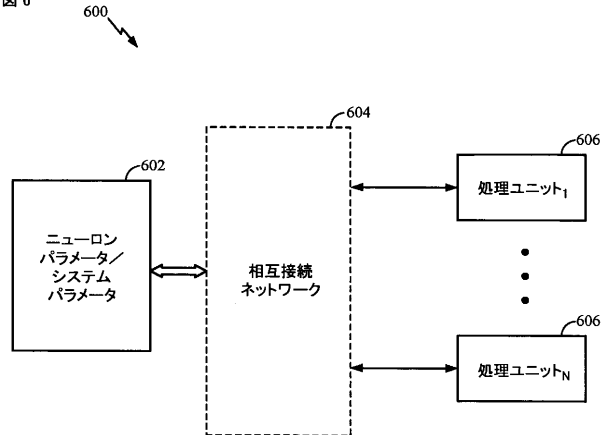 図6
600
604
602
606
処理ユニット1
ニューロン
パラメータ／
システム
パラメータ
相互接続
ネットワーク
606
処理ユニットN